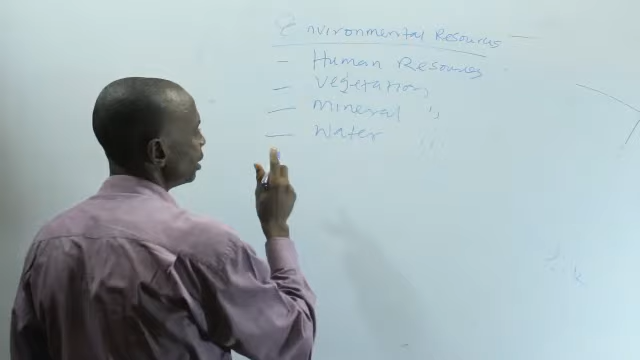 Environmental Resources —
- Human Resources
- Vegetation
- Mineral "
- Water